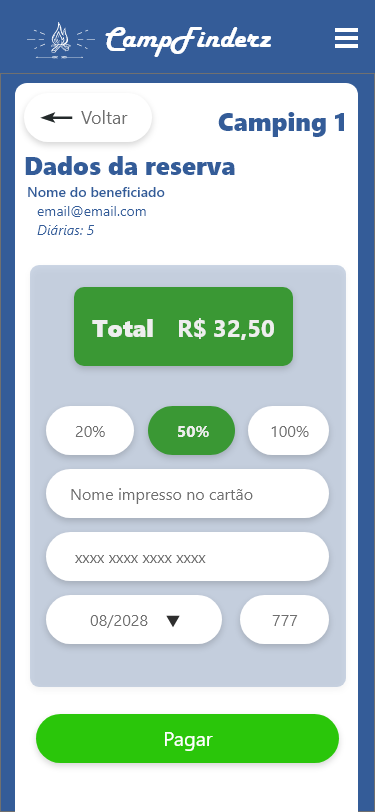 CampFinderz
Voltar
Camping 1
Dados da reserva
Nome do beneficiado
email@email.com
Diárias: 5
Total R$ 32,50
20% 50% 100%
Nome impresso no cartão
xxxx xxxx xxxx xxxx
08/2028 777
Pagar